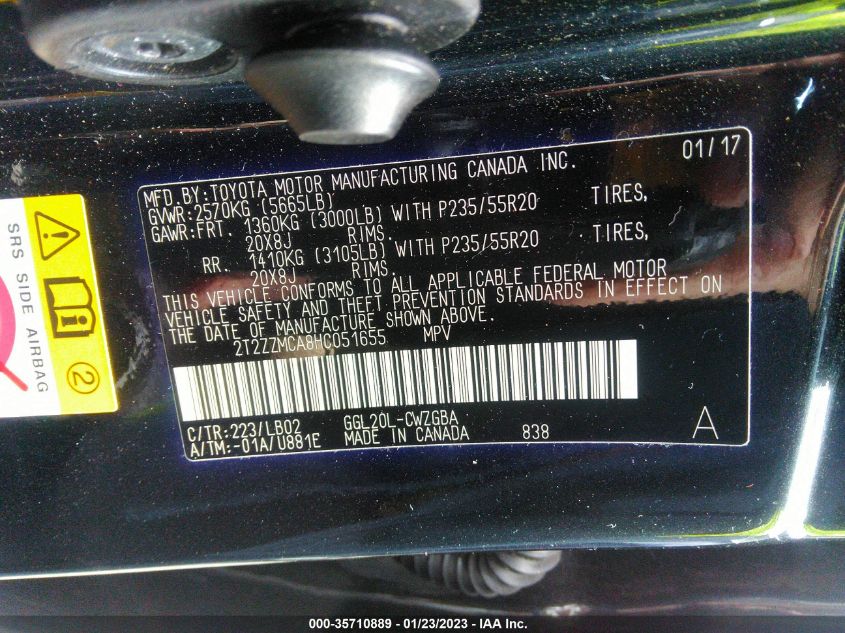 MFD.BY:TOYOTA MOTOR MANUFACTURING CANADA INC. 01/17
GVWR:2570KG (5665LB)
GAWR:FRT. 1360KG (3000LB) WITH P235/55R20 TIRES,
20X8J RIMS.
RR. 1410KG (3105LB) WITH P235/55R20 TIRES,
20X8J RIMS.
THIS VEHICLE CONFORMS TO ALL APPLICABLE FEDERAL MOTOR
VEHICLE SAFETY AND THEFT PREVENTION STANDARDS IN EFFECT ON
THE DATE OF MANUFACTURE SHOWN ABOVE.
2T2ZZMCA8HC051655 MPV
C/TR:223/LB02 GGL20L-CWZGBA
A/TM:-01A/U881E MADE IN CANADA 838 A
SRS SIDE AIRBAG
2
000-35710889 - 01/23/2023 - IAA Inc.